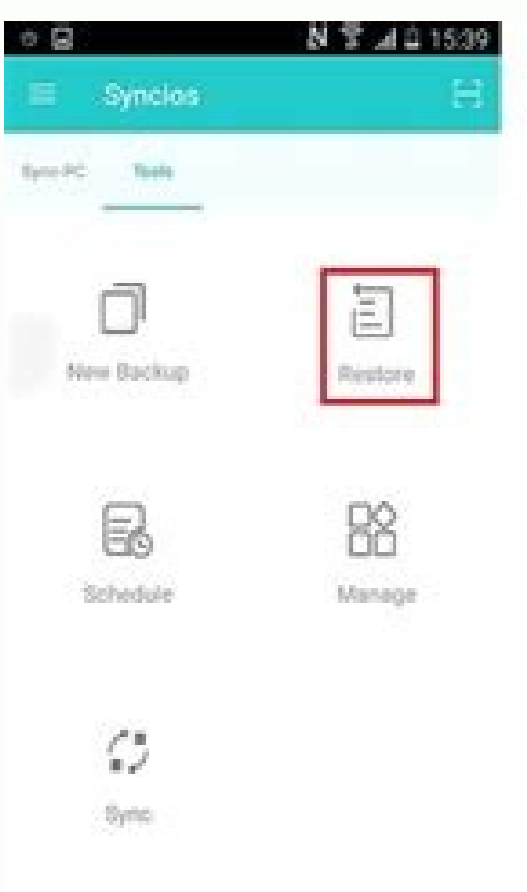 15:39
Syncios
Sync PC Tools
New Backup Restore
Schedule Manage
Sync